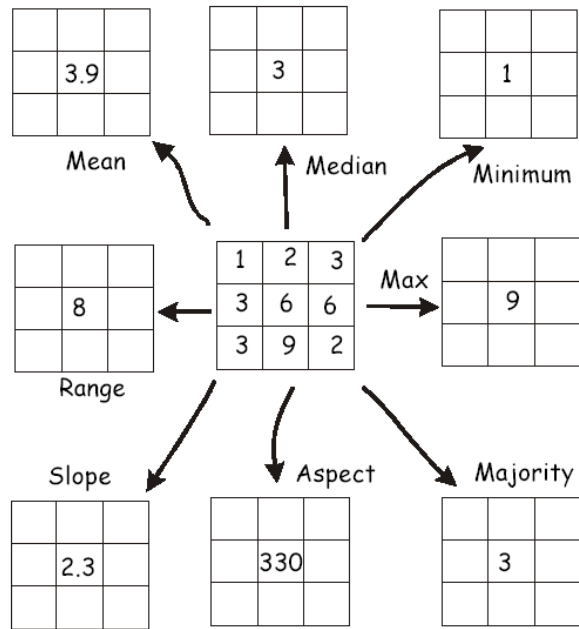 3.9
3
1
Mean
Median
Minimum
1 2 3
3 6 6
3 9 2
Max
8
9
Range
Slope
Aspect
Majority
2.3
330
3